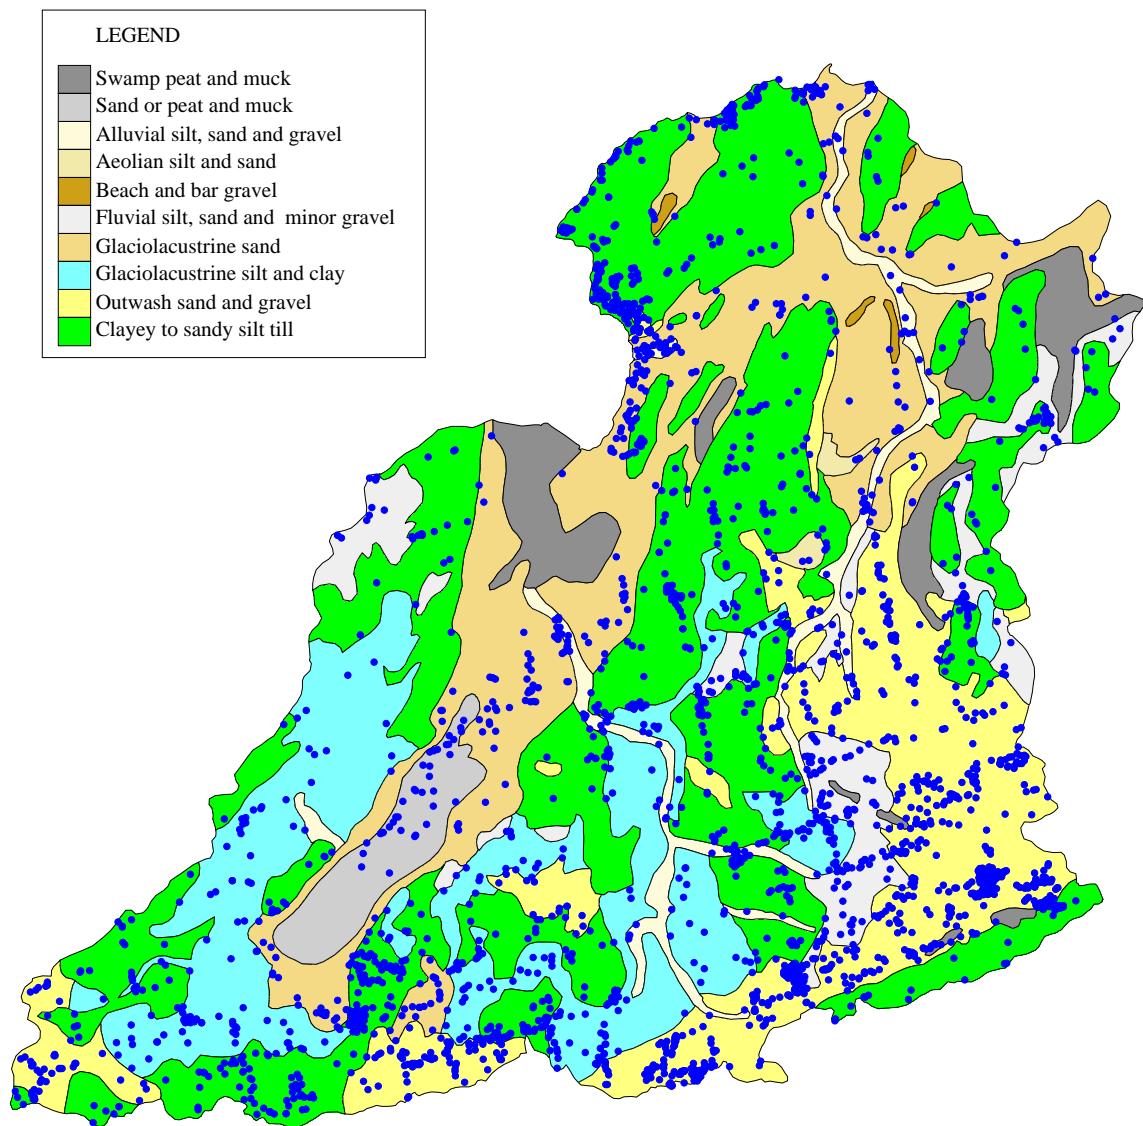 LEGEND
Swamp peat and muck
Sand or peat and muck
Alluvial silt, sand and gravel
Aeolian silt and sand
Beach and bar gravel
Fluvial silt, sand and  minor gravel
Glaciolacustrine sand
Glaciolacustrine silt and clay
Outwash sand and gravel
Clayey to sandy silt till